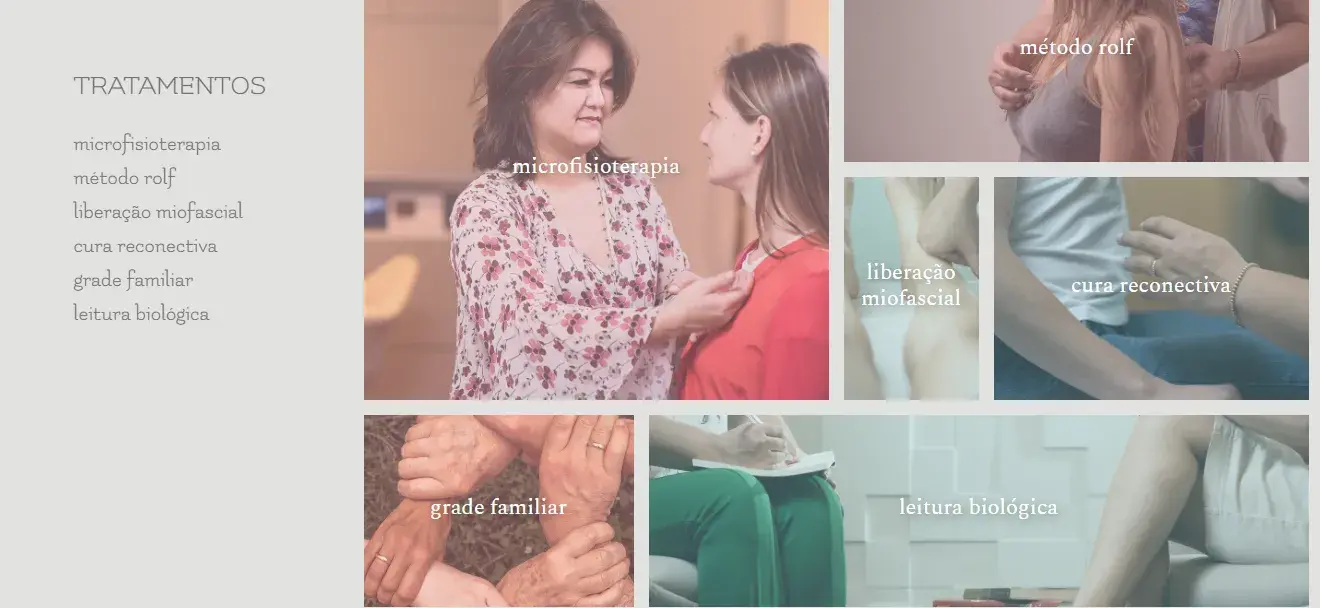 TRATAMENTOS
microfisioterapia
método rolf
liberação miofascial
cura reconectiva
grade familiar
leitura biológica
microfisioterapia
método rolf
liberação
miofascial
cura reconectiva
grade familiar
leitura biológica